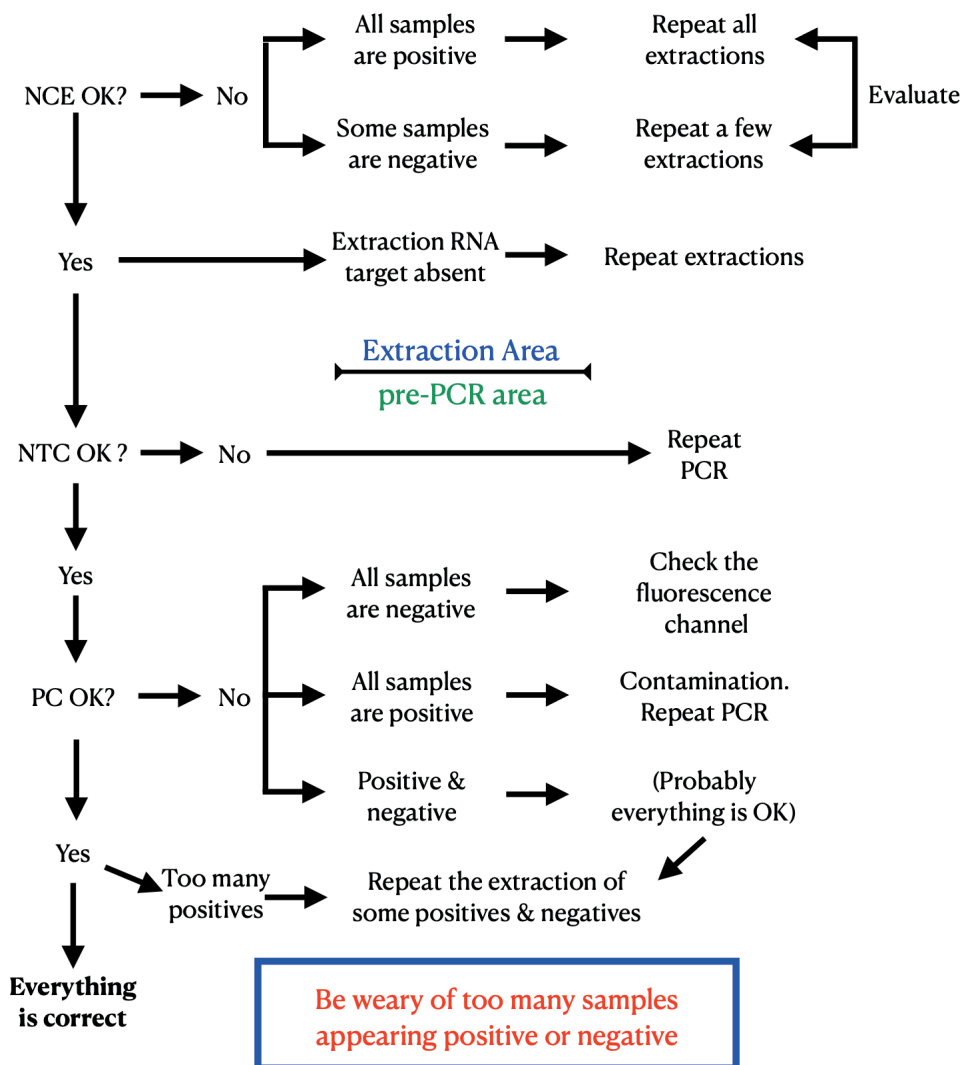 All samples
are positive
Repeat all
extractions
NCE OK?
No
Evaluate
Some samples
are negative
Repeat a few
extractions
Yes
Extraction RNA
target absent
Repeat extractions
Extraction Area
pre-PCR area
NTC OK ?
No
Repeat
PCR
Yes
All samples
are negative
Check the
fluorescence
channel
PC OK?
No
All samples
are positive
Contamination.
Repeat PCR
Positive &
negative
(Probably
everything is OK)
Yes
Too many
positives
Repeat the extraction of
some positives & negatives
Everything
is correct
Be weary of too many samples
appearing positive or negative